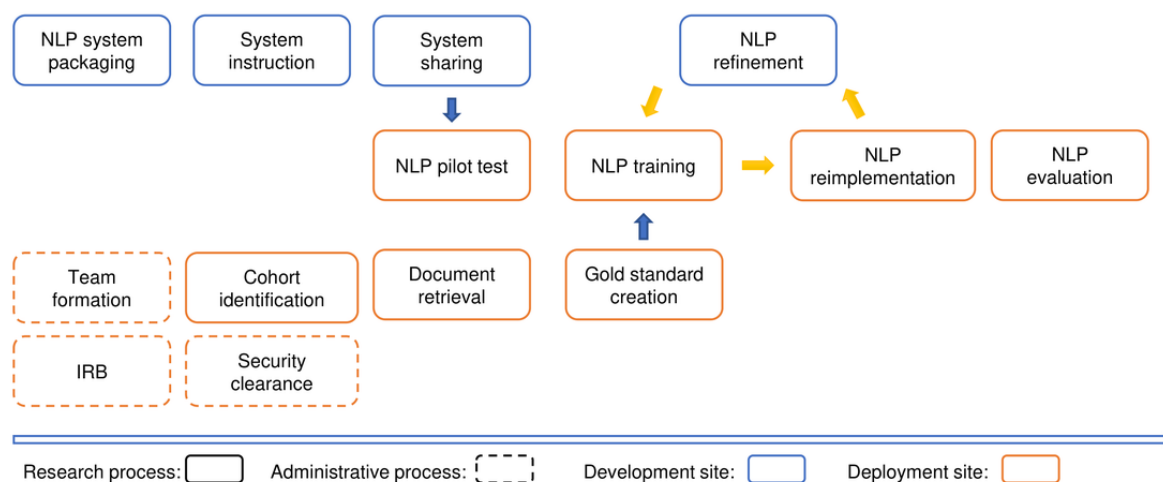 NLP system
packaging
System
instruction
System
sharing
NLP
refinement
NLP pilot test
NLP training
NLP
reimplementation
NLP
evaluation
Team
formation
Cohort
identification
Document
retrieval
Gold standard
creation
IRB
Security
clearance
Research process:
Administrative process:
Development site:
Deployment site: